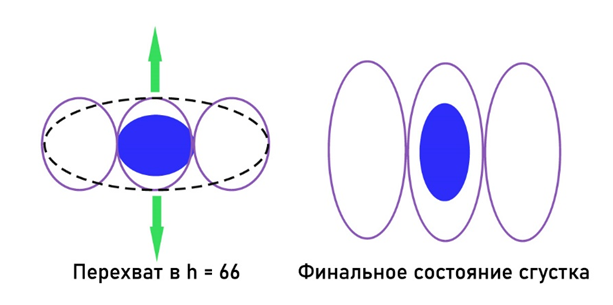 Перехват в h = 66
Финальное состояние сгустка